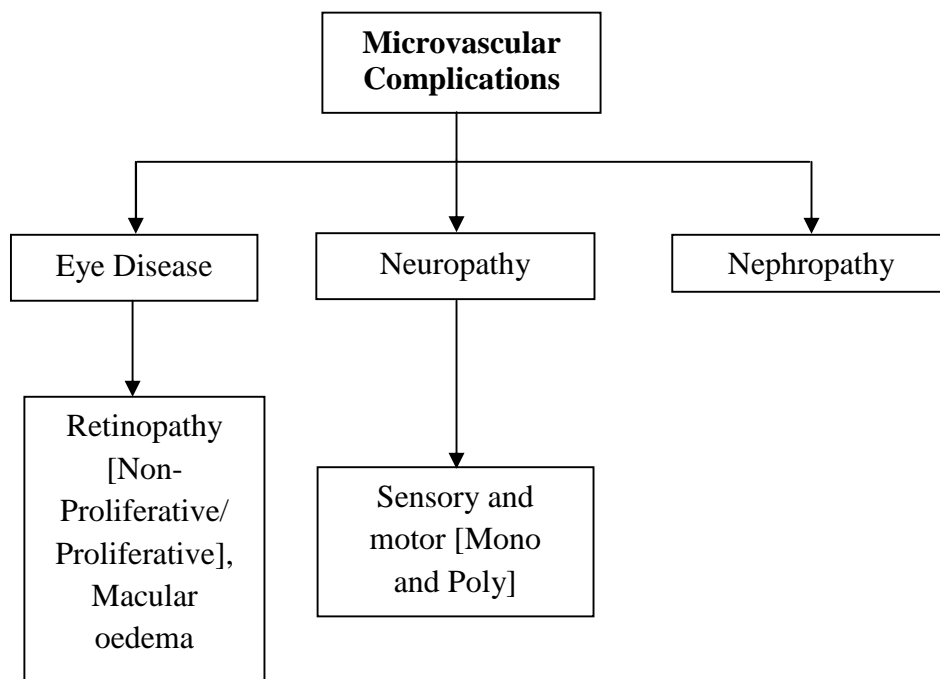 Microvascular
Complications
Eye Disease
Neuropathy
Nephropathy
Retinopathy
[Non-
Proliferative/
Proliferative],
Macular
oedema
Sensory and
motor [Mono
and Poly]